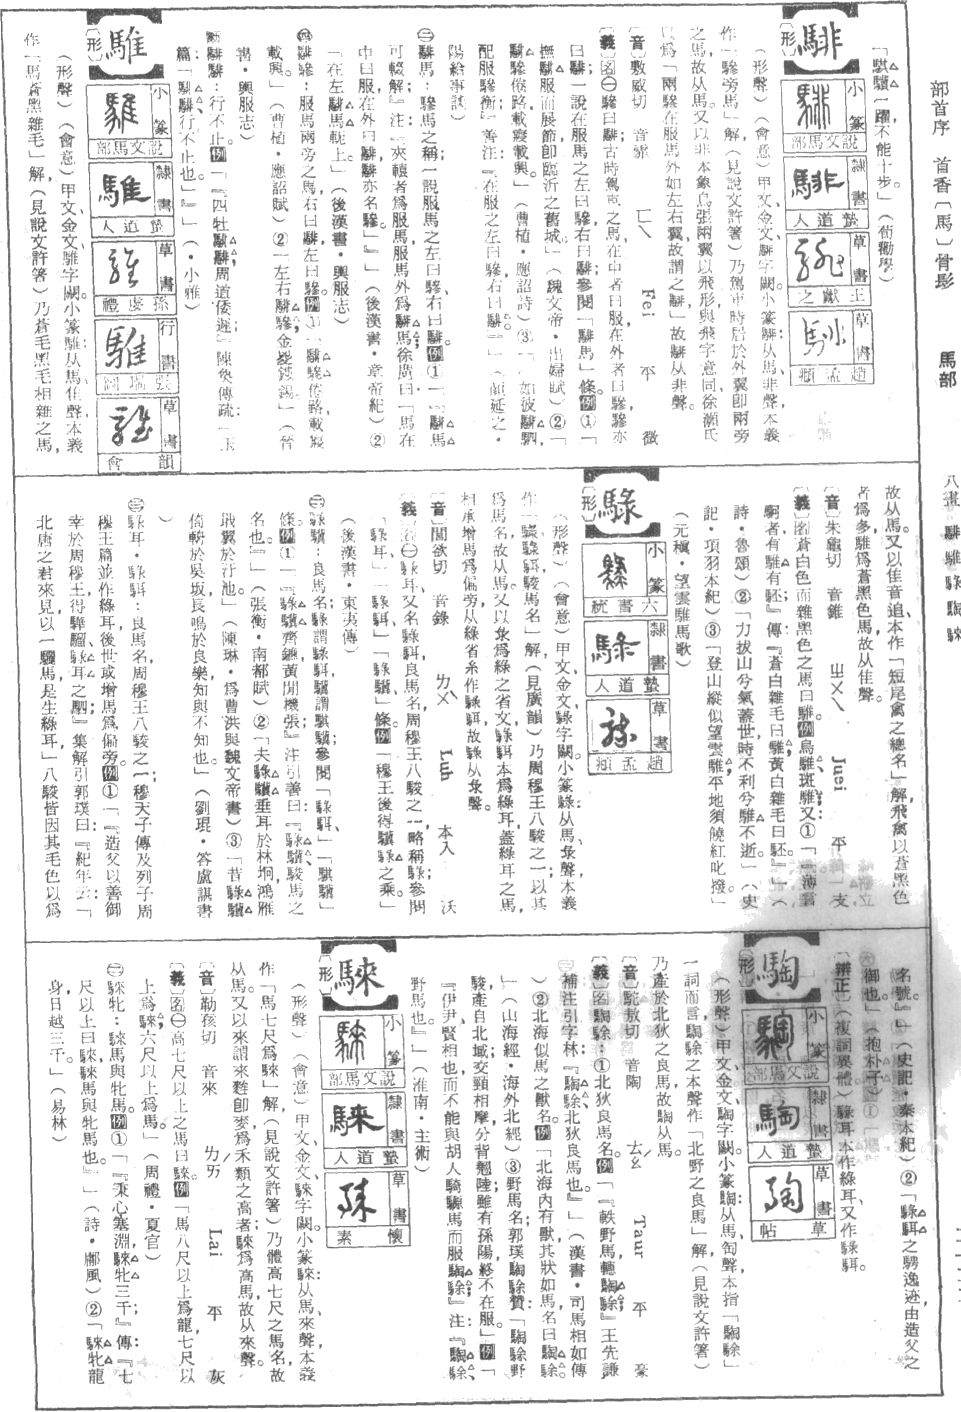 部首序　首香〔馬〕骨髟　馬部
八畫　騑騅騄騊騋
「騏驥一躍，不能十步。」（荀勸學）
騑
〔形〕
小篆　說文馬部
隸書　蟄道人
草書　王獻之
草書　趙孟頫
（形聲）（會意）甲文、金文騑字闕。小篆騑：从馬、非聲，本義
作「驂旁馬」解，（見說文許箸）乃駕車時居於外翼卽兩旁
之馬，故从馬。又以非本象鳥張兩翼以飛形，與飛字意同，徐灝氏
以爲「兩驂在服馬外，如左右翼，故謂之騑」，故騑从非聲。
〔音〕敷威切　音霏　ㄈㄟ　Fei　平　微
〔義〕名㊀驂曰騑；古時駕車之馬，在中者曰服，在外者曰驂，驂亦
曰騑；一說在服馬之左曰驂，右曰騑；參閱「騑馬」條。例①「
撫騑服而展節，卽臨沂之舊城。」（魏文帝・出婦賦）②「
騑驂倦路，載寢載興。」（曹植・應詔詩）③「如彼騑駟，
配服驂衡。」善注：『在服之左曰驂，右曰騑。』」（顏延之・
陽給事誄）
㊁騑馬：驂馬之稱；一說服馬之左曰驂，右曰騑。例①「『騑馬
可輟解』注：『夾轅者爲服馬，服馬外爲騑馬；徐廣曰：「馬在
中曰服，在外曰騑，騑亦名驂。」』」（後漢書・章帝紀）②
「在左騑馬軛上。」（後漢書・輿服志）
㊃騑驂：服馬兩旁之馬，右曰騑，左曰驂。例①「騑驂倦路，載寢
載興。」（曹植・應詔賦）②「左右騑驂，金鍐鏤錫。」（晉
書・輿服志）
騑騑：行不止。例「『四牡騑騑，周道倭遲』陳奐傳疏：『玉
篇：「騑騑，行不止也。」』」（・小雅）
騅
〔形〕
小篆　說文馬部
隸書　蟄道人
草書　孫虔禮
行書　張瑞圖
草書　草韻會
（形聲）（會意）甲文、金文騅字闕。小篆騅：从馬，隹聲，本義
作「馬蒼黑雜毛」解，（見說文許箸）乃蒼毛黑毛相雜之馬，
故从馬。又以隹音追，本作「短尾禽之總名」解，飛禽以蒼黑色
者爲多，騅爲蒼黑色馬，故从隹聲。
〔音〕朱龜切　音錐　ㄓㄨㄟ　Juei　平　支
〔義〕名蒼白色而雜黑色之馬曰騅。例烏騅、斑騅。又：①「『薄言
駉者，有騅有駓』傳：『蒼白雜毛曰騅，黃白雜毛曰駓。』」（
詩・魯頌）②「力拔山兮氣蓋世，時不利兮騅不逝。」（史
記・項羽本紀）③「登山縱似望雲騅，平地須饒紅叱撥。」
（元稹・望雲騅馬歌）
騄
〔形〕
小篆　六書統
隸書　蟄道人
草書　趙孟頫
（形聲）（會意）甲文、金文騄字闕。小篆騄：从馬，彔聲，本義
作「騄駬，駿馬名」解，（見廣韻）乃周穆王八駿之一，以其
爲馬名，故从馬。又以彔爲綠之省文，騄駬本爲綠耳，蓋綠耳之馬，
相承增馬爲偏旁，从綠省糸作騄駬，故騄从彔聲。
〔音〕閭欲切　音錄　ㄌㄨˋ　Luh　本入　沃
〔義〕名㊀騄耳又名騄駬，良馬名，周穆王八駿之一，略稱騄；參閱
「騄耳」、「騄駬」、「騄驥」條。例「穆王後得驥騄之乘。」
（後漢書・東夷傳）
㊁騄驥：良馬名；騄謂騄駬，驥謂騏驥；參閱「騄駬」、「騏驥」
條。例①「『騄驥齊鑣，黃閒機張』注引善曰：『騄驥，駿馬之
名也。』」（張衡・南都賦）②「夫騄驥垂耳於林坰，鴻雁
戢翼於汙池。」（陳琳・爲曹洪與魏文帝書）③「昔騄驥
倚輈於吳坂，長鳴於良樂，知與不知也。」（劉琨・答盧諶書
）
㊂騄耳・騄駬：良馬名，周穆王八駿之一，穆天子傳及列子周
穆王篇並作綠耳，後世或增馬爲偏旁。例①「『造父以善御
幸於周穆王，得驊騮、騄耳之駟』集解引郭璞曰：『紀年云：「
北唐之君來見以一驪馬，是生綠耳」，八駿皆因其毛色以爲
名號。』」（史記・秦本紀）②「騄駬之騁逸迹，由造父之
御也。」（抱朴子）
〔辨正〕（複詞異體）騄耳本作綠耳，又作騄駬。
騊
〔形〕
小篆　說文馬部
隸書　蟄道人
草書　草帖
（形聲）甲文、金文騊字闕。小篆騊：从馬，匋聲，本指「騊駼」
一詞而言，騊駼之本聲作「北野之良馬」解，（見說文許箸）
乃產於北狄之良馬，故騊从馬。
〔音〕駝敖切　音陶　ㄊㄠˊ　Taur　平　豪
〔義〕名騊駼：①北狄良馬名。例「『軼野馬，轊騊駼』王先謙
補注引字林：『騊駼，北狄良馬也。』」（漢書・司馬相如傳
）②北海似馬之獸名。例「北海內有獸，其狀如馬，名曰騊駼。
」（山海經・海外北經）③野馬名，郭璞騊駼贊：「騊駼野
駿，產自北域，交頸相摩，分背翹陸，雖有孫陽，終不在服。」例「
『伊尹賢相也，而不能與胡人騎騵馬而服騊駼』注：『騊駼，
野馬也。』」（淮南・主術）
騋
〔形〕
小篆　說文馬部
隸書　蟄道人
草書　懷素
（形聲）（會意）甲文、金文騋字闕。小篆騋：从馬，來聲，本義
作「馬七尺爲騋」解，（見說文許箸）乃體高七尺之馬名，故
从馬。又以來謂來麰卽麥，爲禾類之高者，騋爲高馬，故从來聲。
〔音〕勒孩切　音來　ㄌㄞˊ　Lai　平　灰
〔義〕名㊀高七尺以上之馬曰騋。例「馬八尺以上爲龍，七尺以
上爲騋，六尺以上爲馬。」（周禮・夏官）
㊁騋牝：騋馬與牝馬。例①「『秉心塞淵，騋牝三千』傳：『七
尺以上曰騋，騋馬與牝馬也。』」（詩・鄘風）②「騋牝龍
身，日越三千。」（易林）